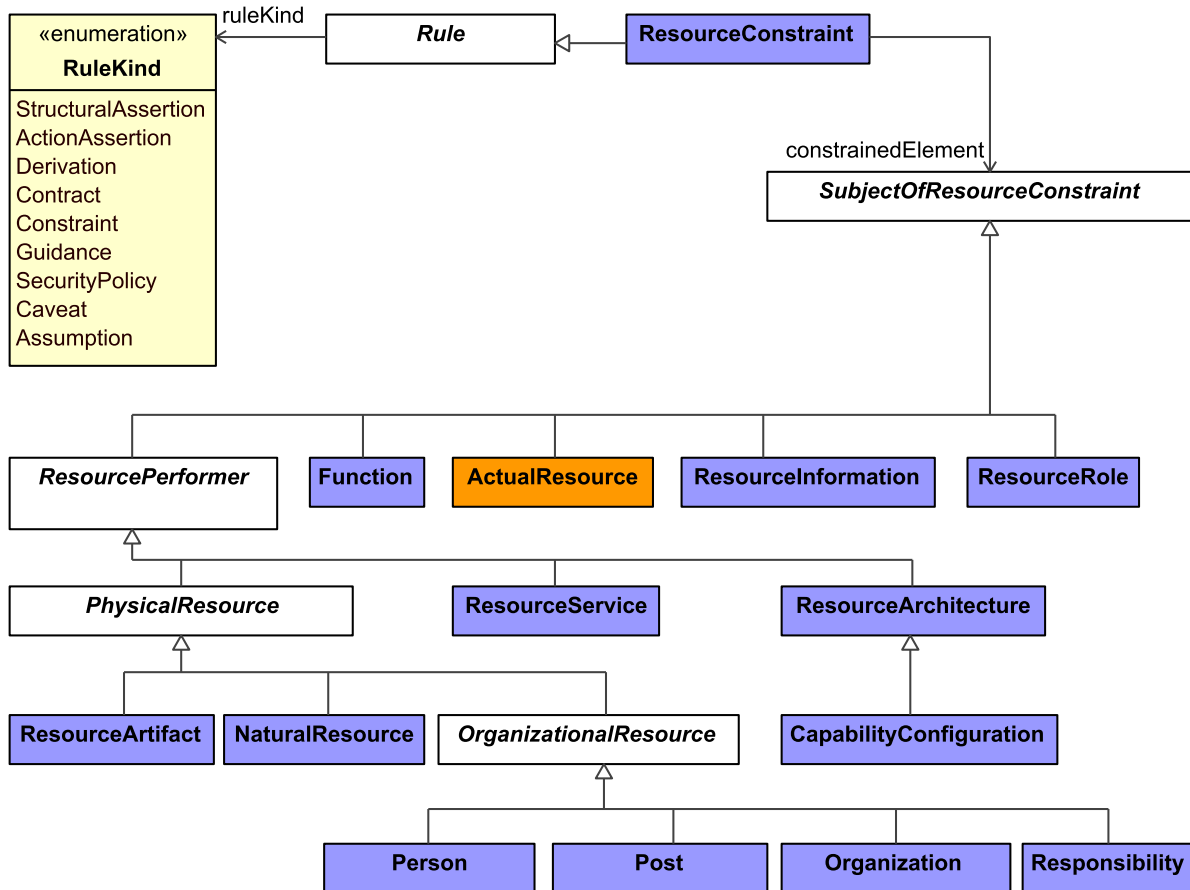 «enumeration»
RuleKind
StructuralAssertion
ActionAssertion
Derivation
Contract
Constraint
Guidance
SecurityPolicy
Caveat
Assumption
ruleKind
Rule
ResourceConstraint
constrainedElement
SubjectOfResourceConstraint
ResourcePerformer
Function
ActualResource
ResourceInformation
ResourceRole
PhysicalResource
ResourceService
ResourceArchitecture
ResourceArtifact
NaturalResource
OrganizationalResource
CapabilityConfiguration
Person
Post
Organization
Responsibility